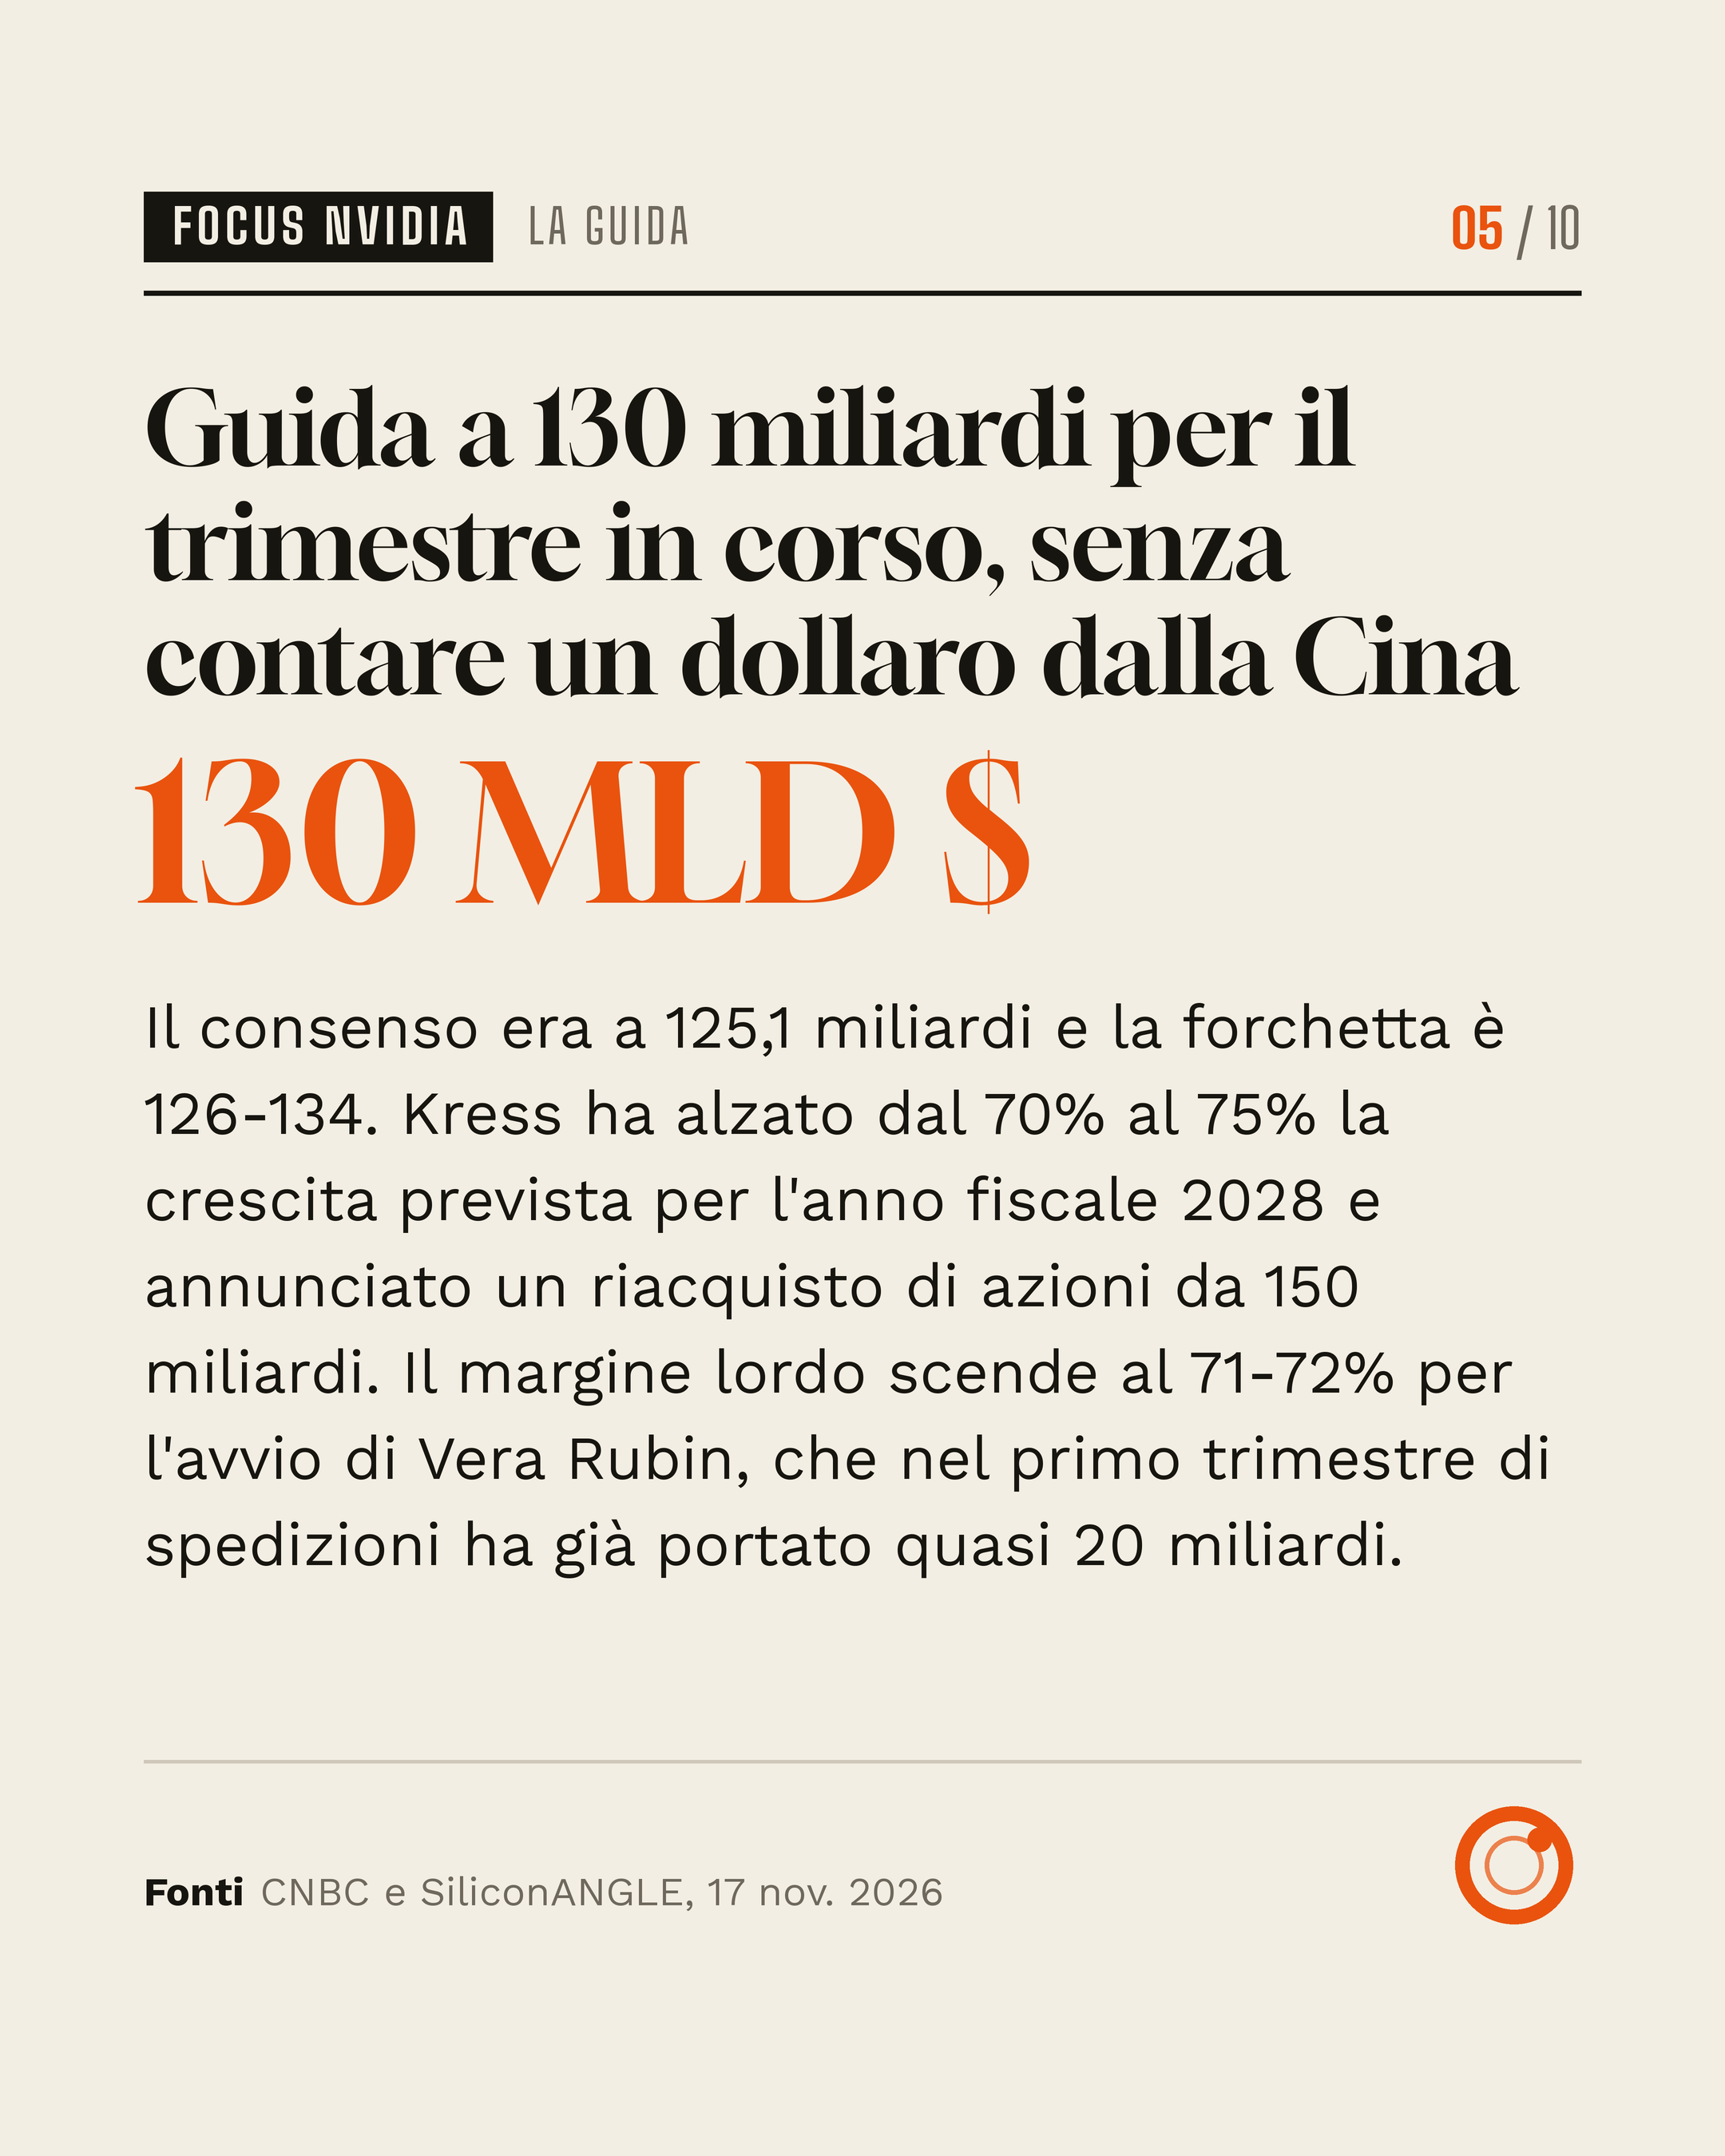 FOCUS NVIDIA LA GUIDA 05 / 10
Guida a 130 miliardi per il
trimestre in corso, senza
contare un dollaro dalla Cina
130 MLD $
Il consenso era a 125,1 miliardi e la forchetta è
126-134. Kress ha alzato dal 70% al 75% la
crescita prevista per l'anno fiscale 2028 e
annunciato un riacquisto di azioni da 150
miliardi. Il margine lordo scende al 71-72% per
l'avvio di Vera Rubin, che nel primo trimestre di
spedizioni ha già portato quasi 20 miliardi.
Fonti CNBC e SiliconANGLE, 17 nov. 2026